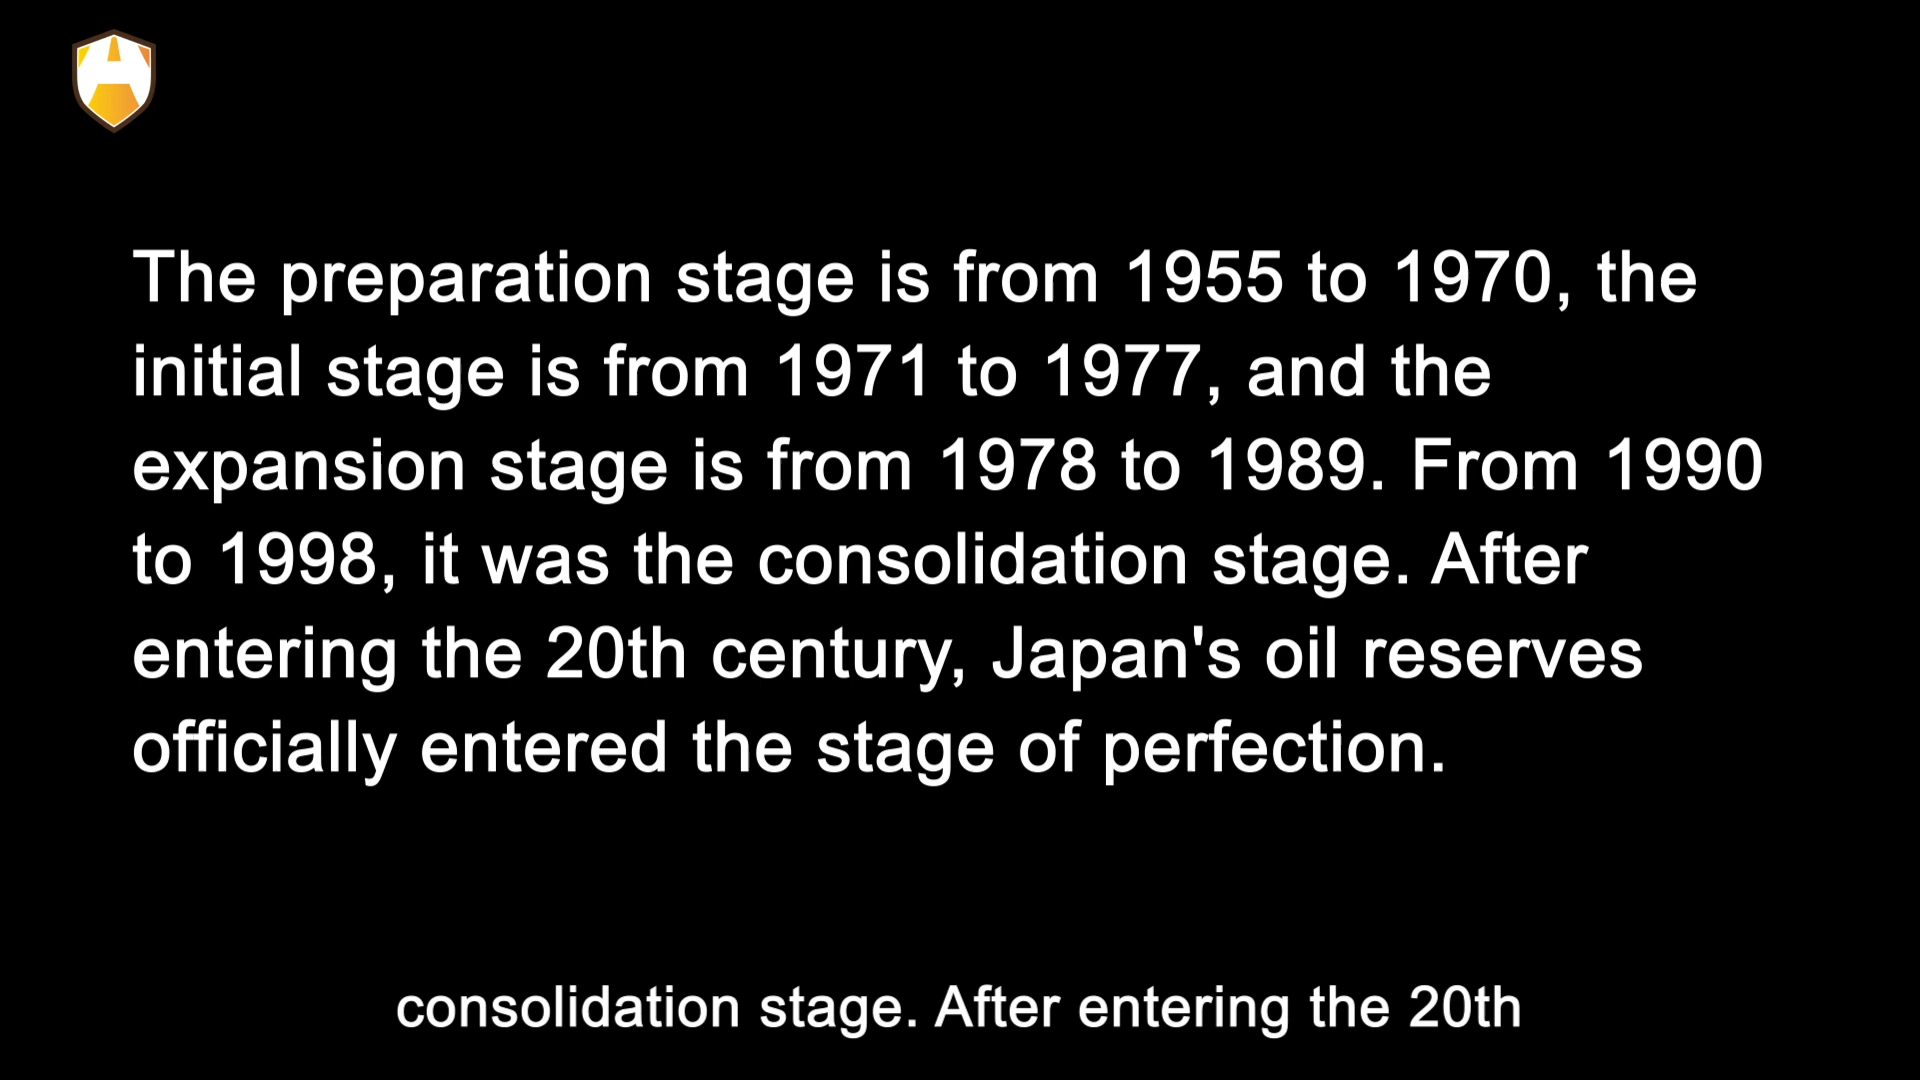 The preparation stage is from 1955 to 1970, the
initial stage is from 1971 to 1977, and the
expansion stage is from 1978 to 1989. From 1990
to 1998, it was the consolidation stage. After
entering the 20th century, Japan's oil reserves
officially entered the stage of perfection.
consolidation stage. After entering the 20th